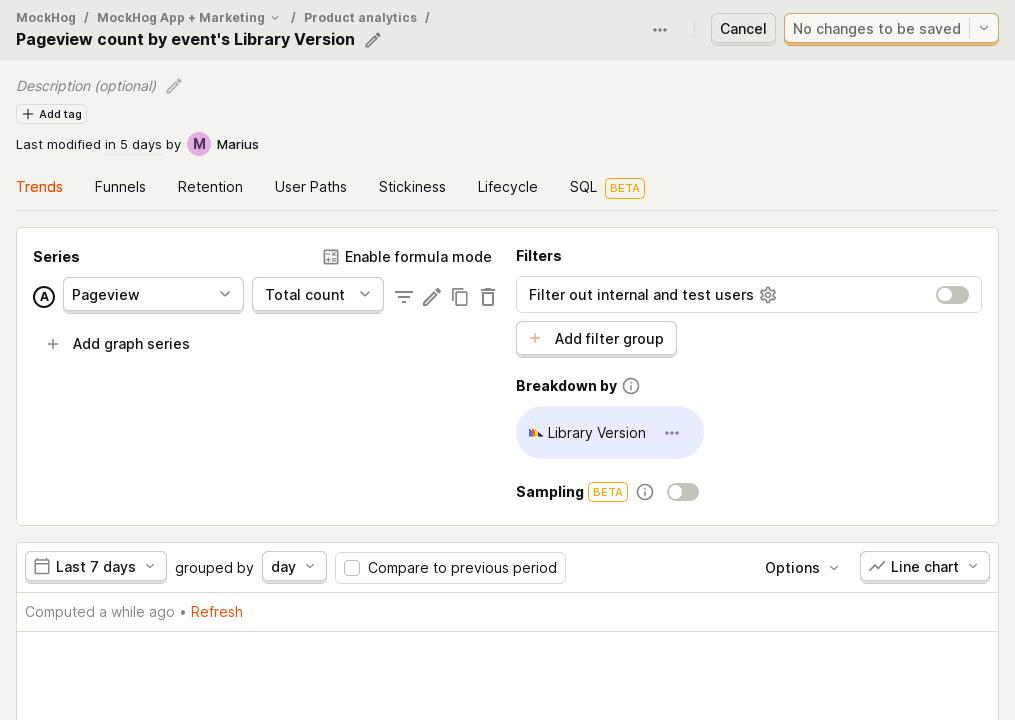 MockHog / MockHog App + Marketing / Product analytics /
Pageview count by event's Library Version
Cancel
No changes to be saved
Description (optional)
Add tag
Last modified in 5 days by M Marius
Trends Funnels Retention User Paths Stickiness Lifecycle SQL BETA
Series
Enable formula mode
A Pageview Total count
Add graph series
Filters
Filter out internal and test users
Add filter group
Breakdown by
Library Version
Sampling BETA
Last 7 days grouped by day Compare to previous period Options Line chart
Computed a while ago • Refresh